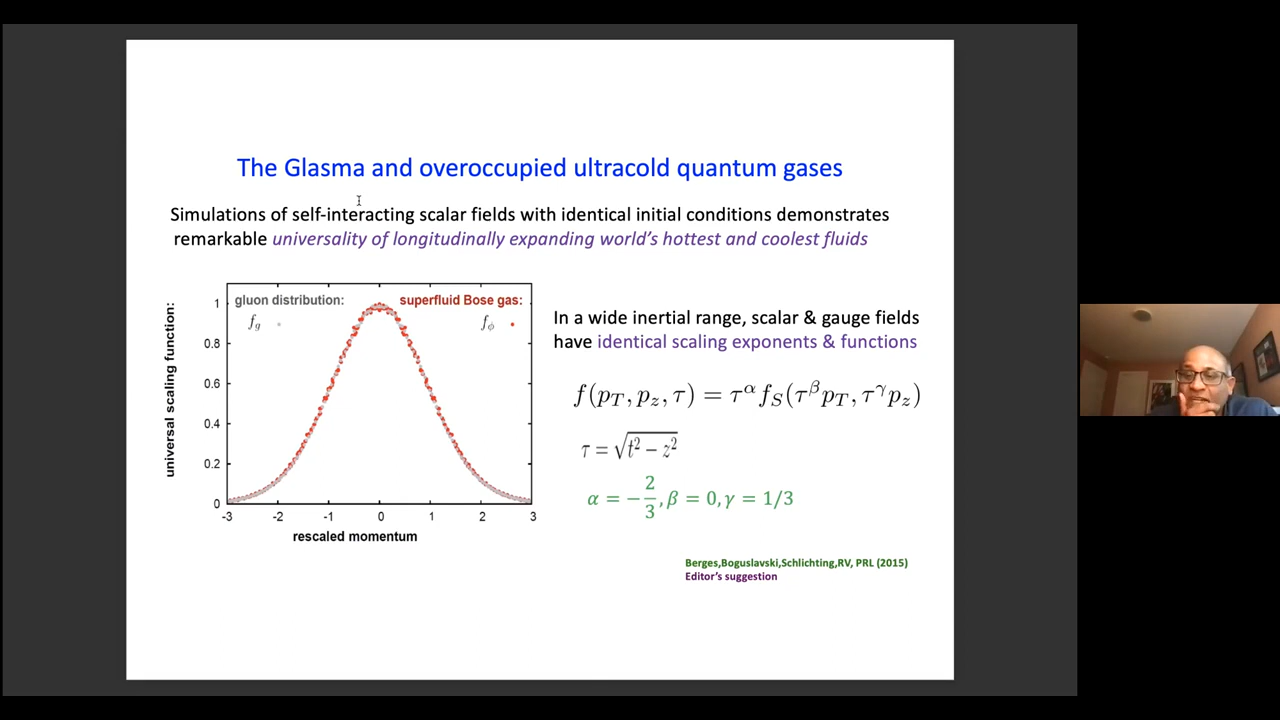 The Glasma and overoccupied ultracold quantum gases
Simulations of self-interacting scalar fields with identical initial conditions demonstrates
remarkable universality of longitudinally expanding world's hottest and coolest fluids
universal scaling function:
gluon distribution:
f_g
superfluid Bose gas:
f_ϕ
1
0.8
0.6
0.4
0.2
0
-3 -2 -1 0 1 2 3
rescaled momentum
In a wide inertial range, scalar & gauge fields
have identical scaling exponents & functions
f(p_T, p_z, τ) = τ^α f_S(τ^β p_T, τ^γ p_z)
τ = √(t² − z²)
α = −2/3, β = 0, γ = 1/3
Berges,Boguslavski,Schlichting,RV, PRL (2015)
Editor's suggestion